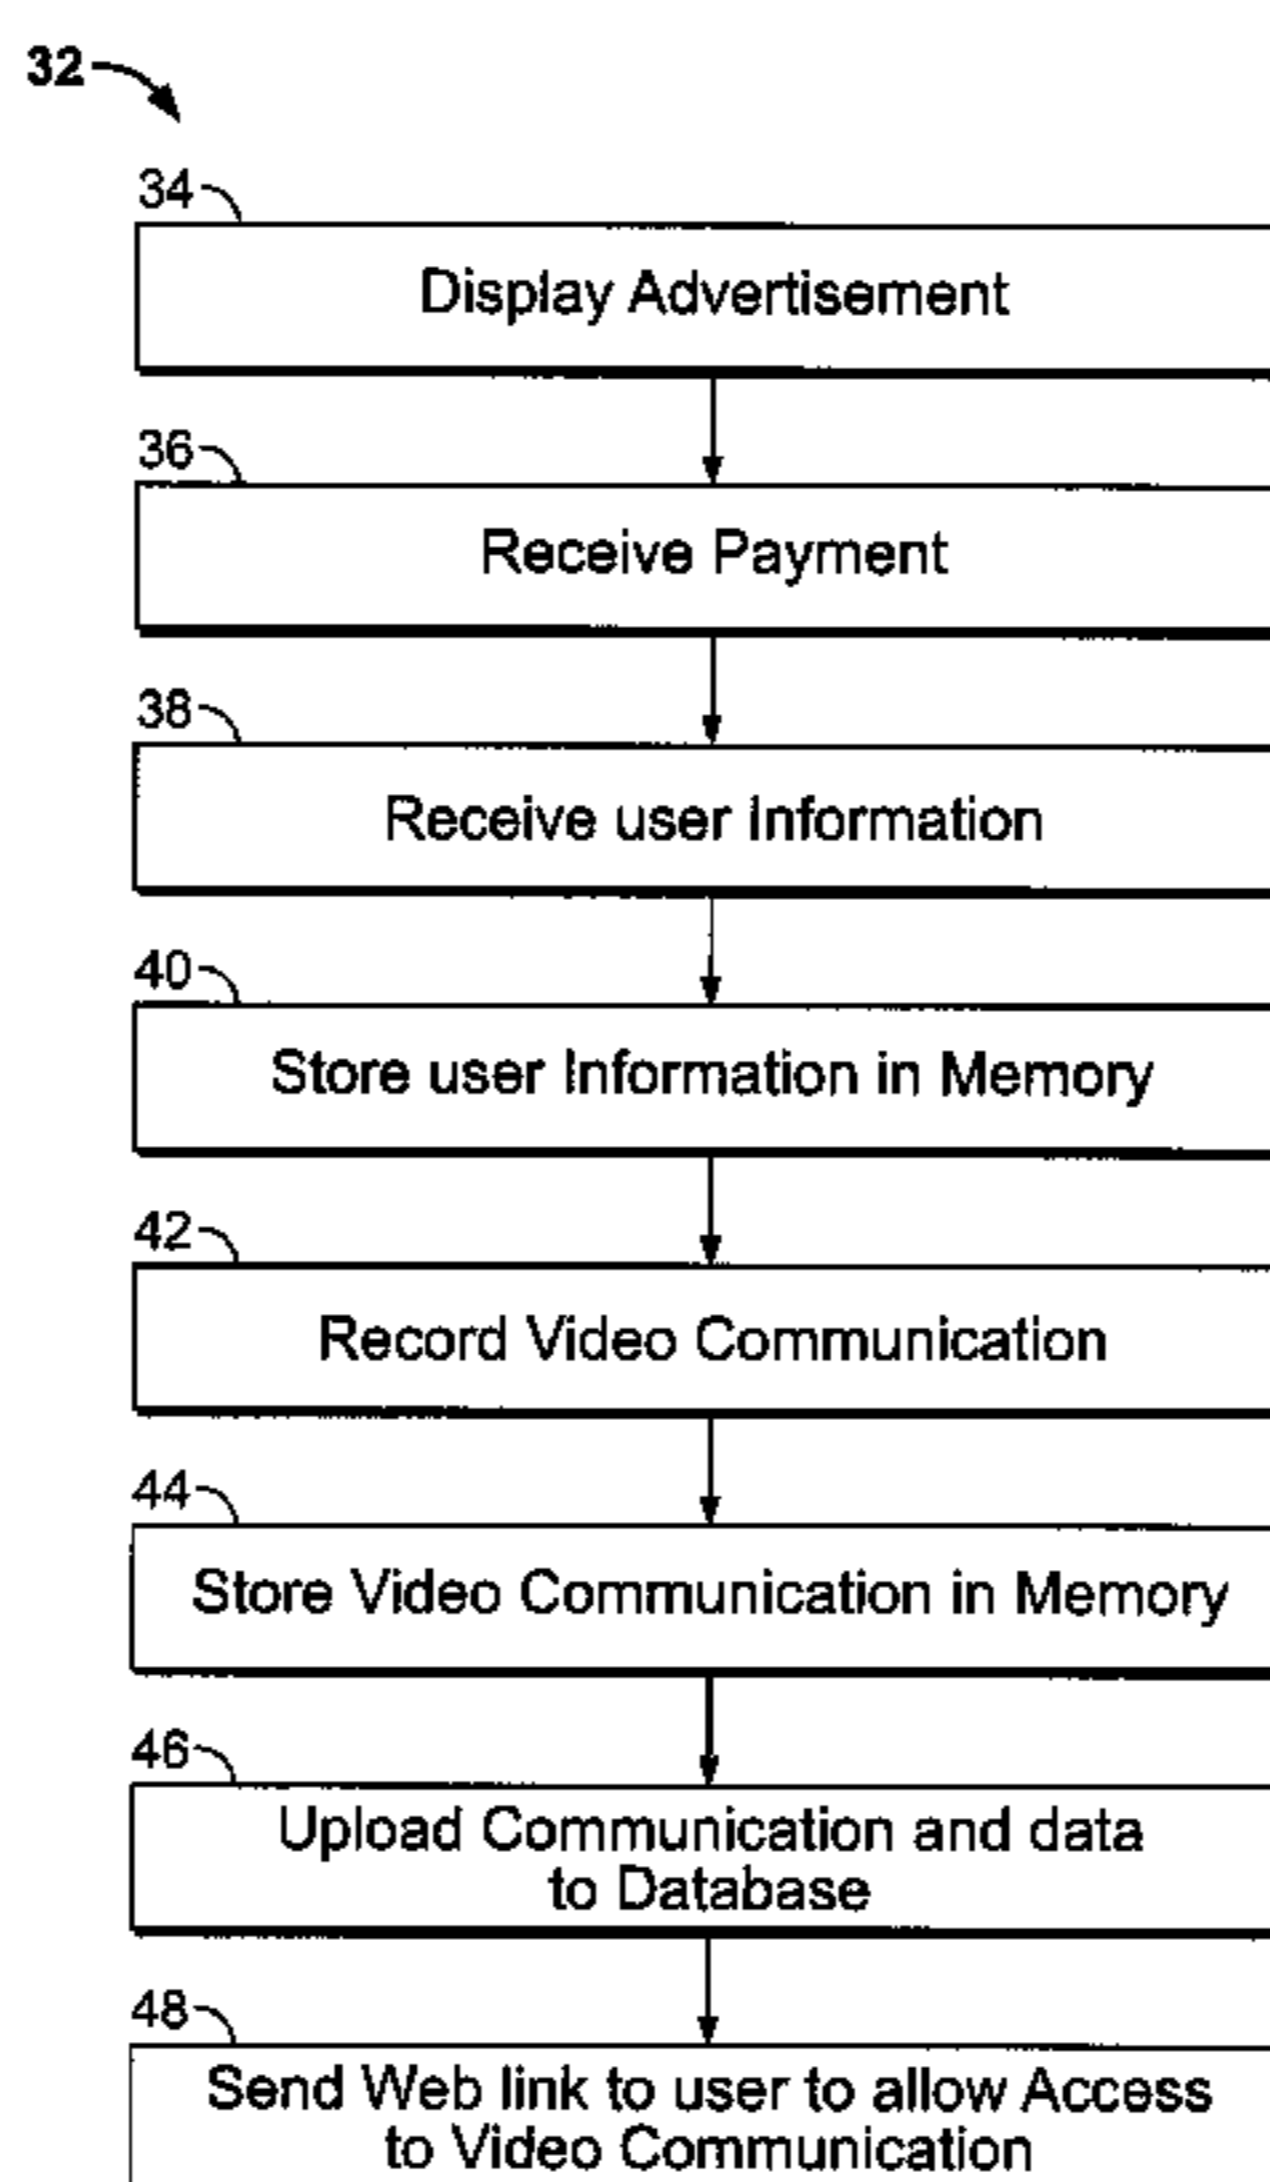 32
34
Display Advertisement
36
Receive Payment
38
Receive user Information
40
Store user Information in Memory
42
Record Video Communication
44
Store Video Communication in Memory
46
Upload Communication and data
to Database
48
Send Web link to user to allow Access
to Video Communication